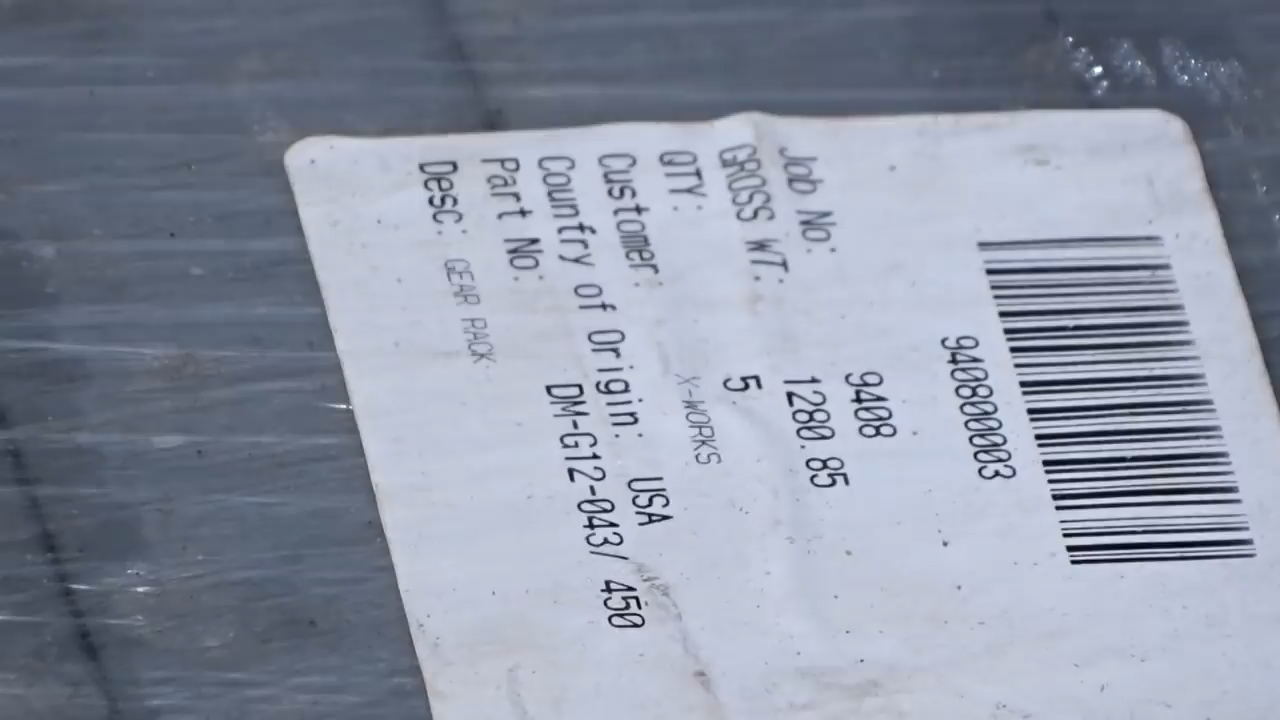 940800003
Job No: 9408
GROSS WT: 1280.85
QTY: 5
Customer: X-WORKS
Country of Origin: USA
Part No: DM-G12-043/ 450
Desc: GEAR RACK